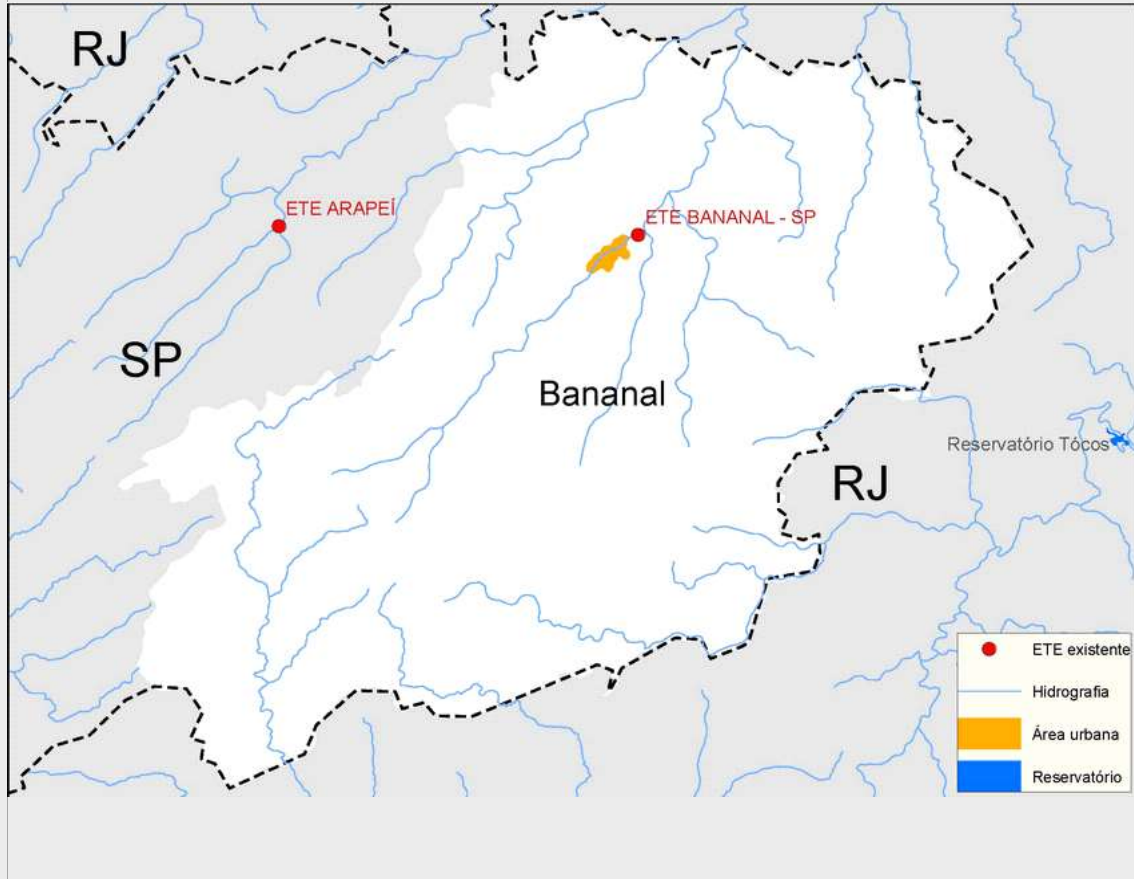 RJ
ETE ARAPEÍ
ETE BANANAL - SP
SP
Bananal
Reservatório Tócos
RJ
ETE existente
Hidrografia
Área urbana
Reservatório